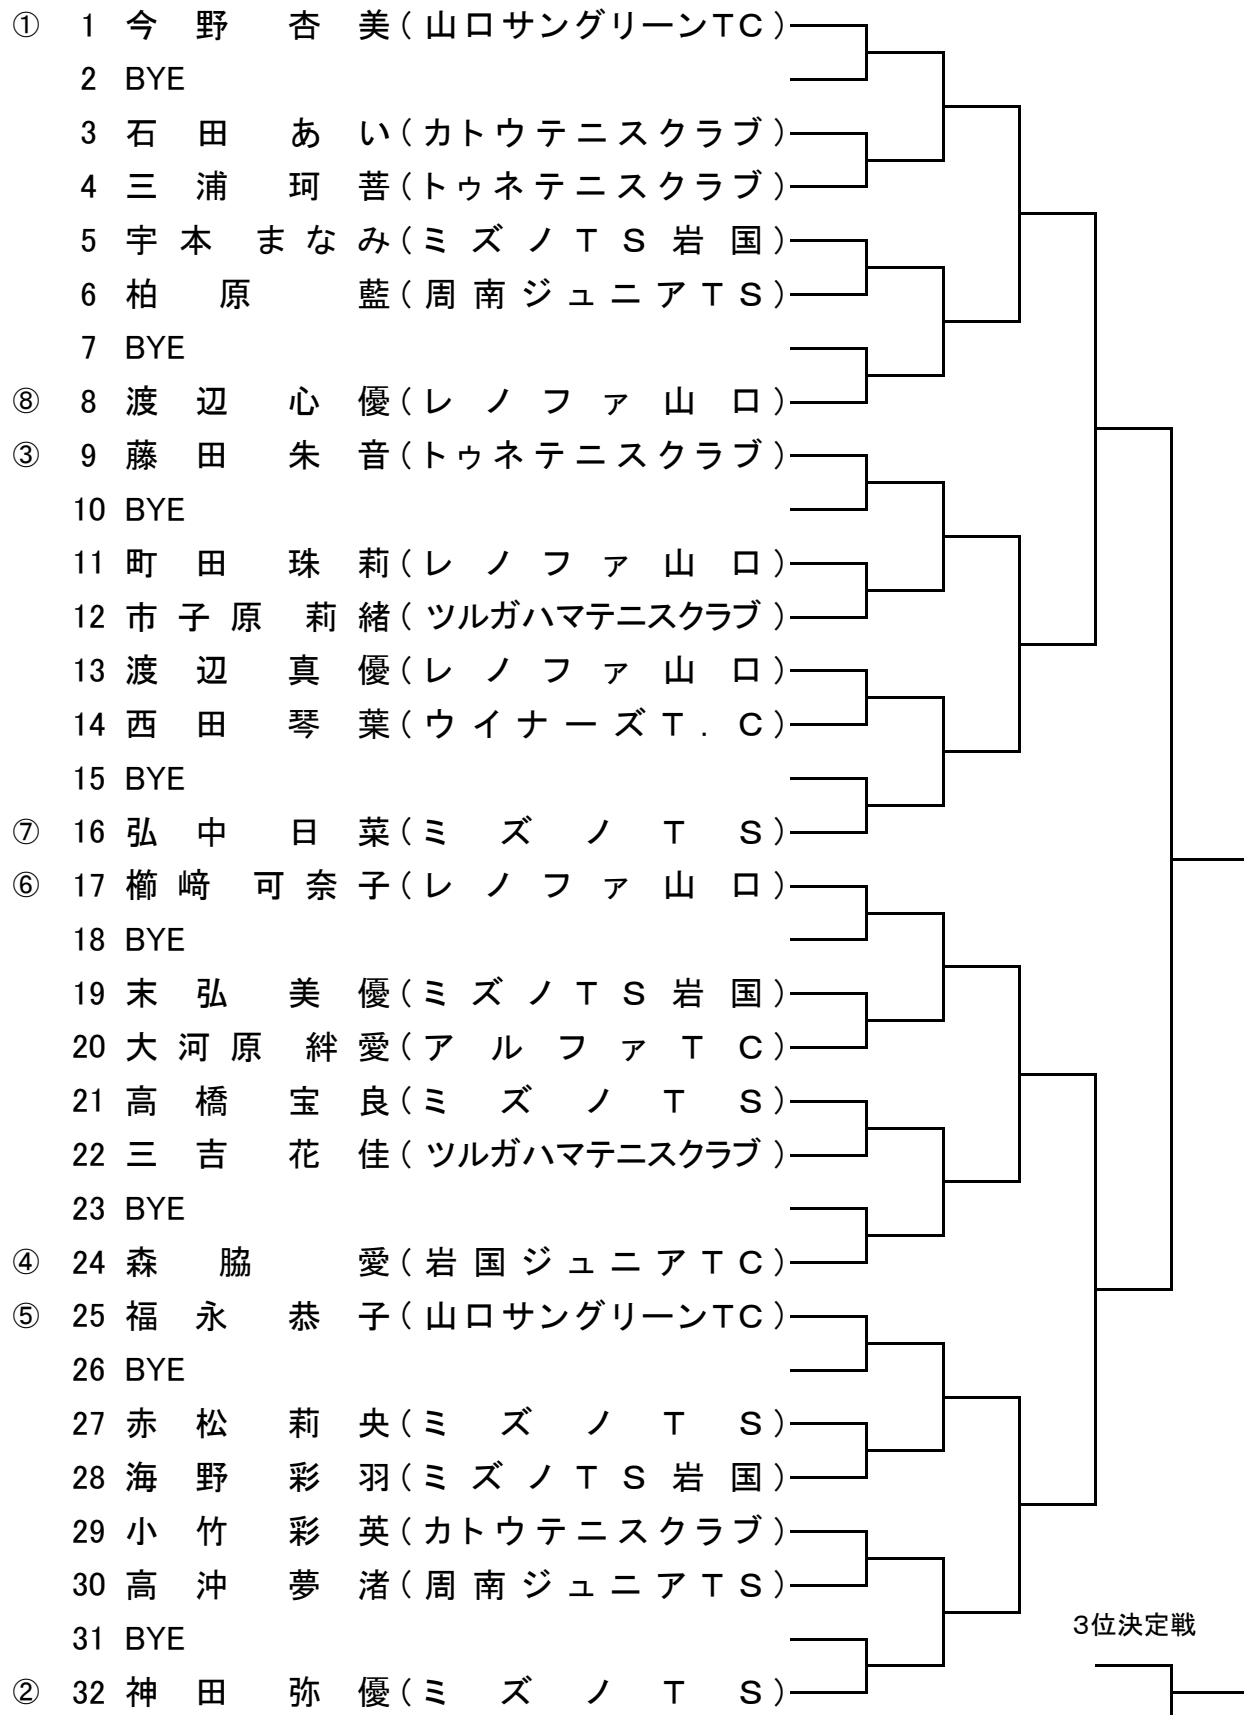 ① 1 今野 杏美(山口サングリーンTC)
2 BYE
3 石田 あい(カトウテニスクラブ)
4 三浦 珂菩(トゥネテニスクラブ)
5 宇本 まなみ(ミズノTS岩国)
6 柏原 藍(周南ジュニアTS)
7 BYE
⑧ 8 渡辺 心優(レノファ山口)
③ 9 藤田 朱音(トゥネテニスクラブ)
10 BYE
11 町田 珠莉(レノファ山口)
12 市子原 莉緒(ツルガハマテニスクラブ)
13 渡辺 真優(レノファ山口)
14 西田 琴葉(ウイナーズT.C)
15 BYE
⑦ 16 弘中 日菜(ミズノTS)
⑥ 17 櫛﨑 可奈子(レノファ山口)
18 BYE
19 末弘 美優(ミズノTS岩国)
20 大河原 絆愛(アルファTC)
21 高橋 宝良(ミズノTS)
22 三吉 花佳(ツルガハマテニスクラブ)
23 BYE
④ 24 森脇 愛(岩国ジュニアTC)
⑤ 25 福永 恭子(山口サングリーンTC)
26 BYE
27 赤松 莉央(ミズノTS)
28 海野 彩羽(ミズノTS岩国)
29 小竹 彩英(カトウテニスクラブ)
30 高沖 夢渚(周南ジュニアTS)
31 BYE
3位決定戦
② 32 神田 弥優(ミズノTS)